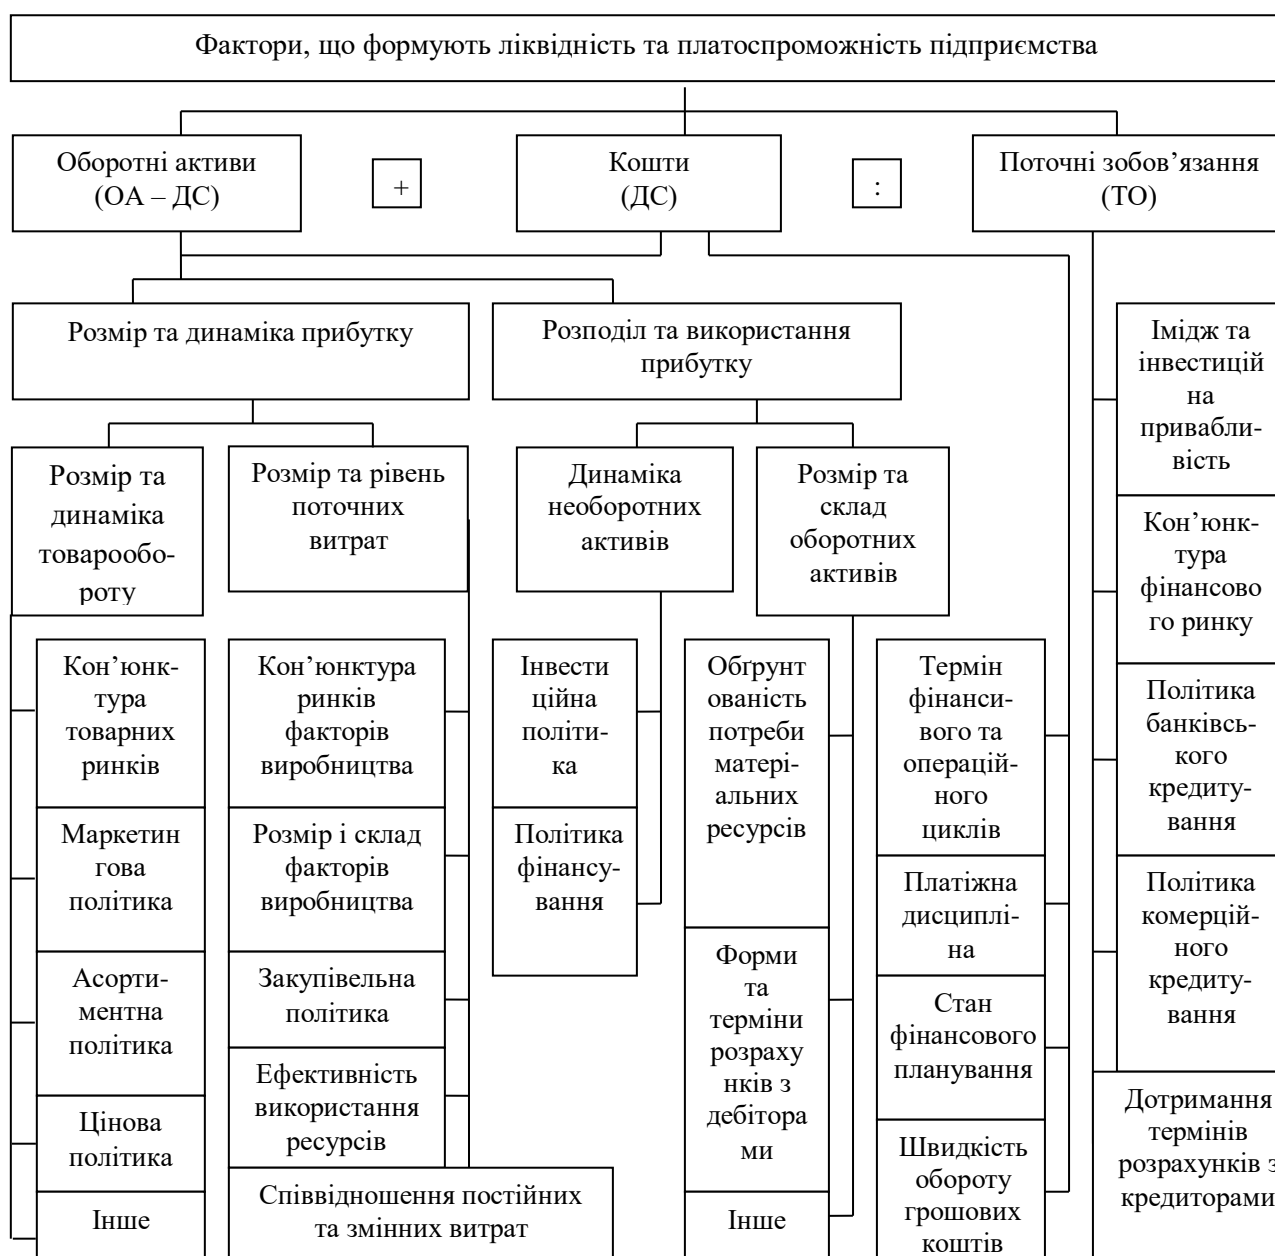 Фактори, що формують ліквідність та платоспроможність підприємства
Оборотні активи
(ОА – ДС)
+
Кошти
(ДС)
:
Поточні зобов’язання
(ТО)
Розмір та динаміка прибутку
Розподіл та використання
прибутку
Розмір та
динаміка
товарообо-
роту
Розмір та рівень
поточних
витрат
Динаміка
необоротних
активів
Розмір та
склад
оборотних
активів
Кон’юнк-
тура
товарних
ринків
Маркетин
гова
політика
Асорти-
ментна
політика
Цінова
політика
Інше
Кон’юнктура
ринків
факторів
виробництва
Розмір і склад
факторів
виробництва
Закупівельна
політика
Ефективність
використання
ресурсів
Співвідношення постійних
та змінних витрат
Інвести
ційна
політи-
ка
Політика
фінансу-
вання
Обґрунт
ованість
потреби
матері-
альних
ресурсів
Форми
та
терміни
розраху
нків з
дебітора
ми
Інше
Термін
фінанси-
вого та
операцій-
ного
циклів
Платіжна
дисциплі-
на
Стан
фінансового
планування
Швидкість
обороту
грошових
коштів
Імідж та
інвестицій
на
привабли-
вість
Кон’юнк-
тура
фінансово
го ринку
Політика
банківсь-
кого
кредиту-
вання
Політика
комерцій-
ного
кредиту-
вання
Дотримання
термінів
розрахунків з
кредиторами